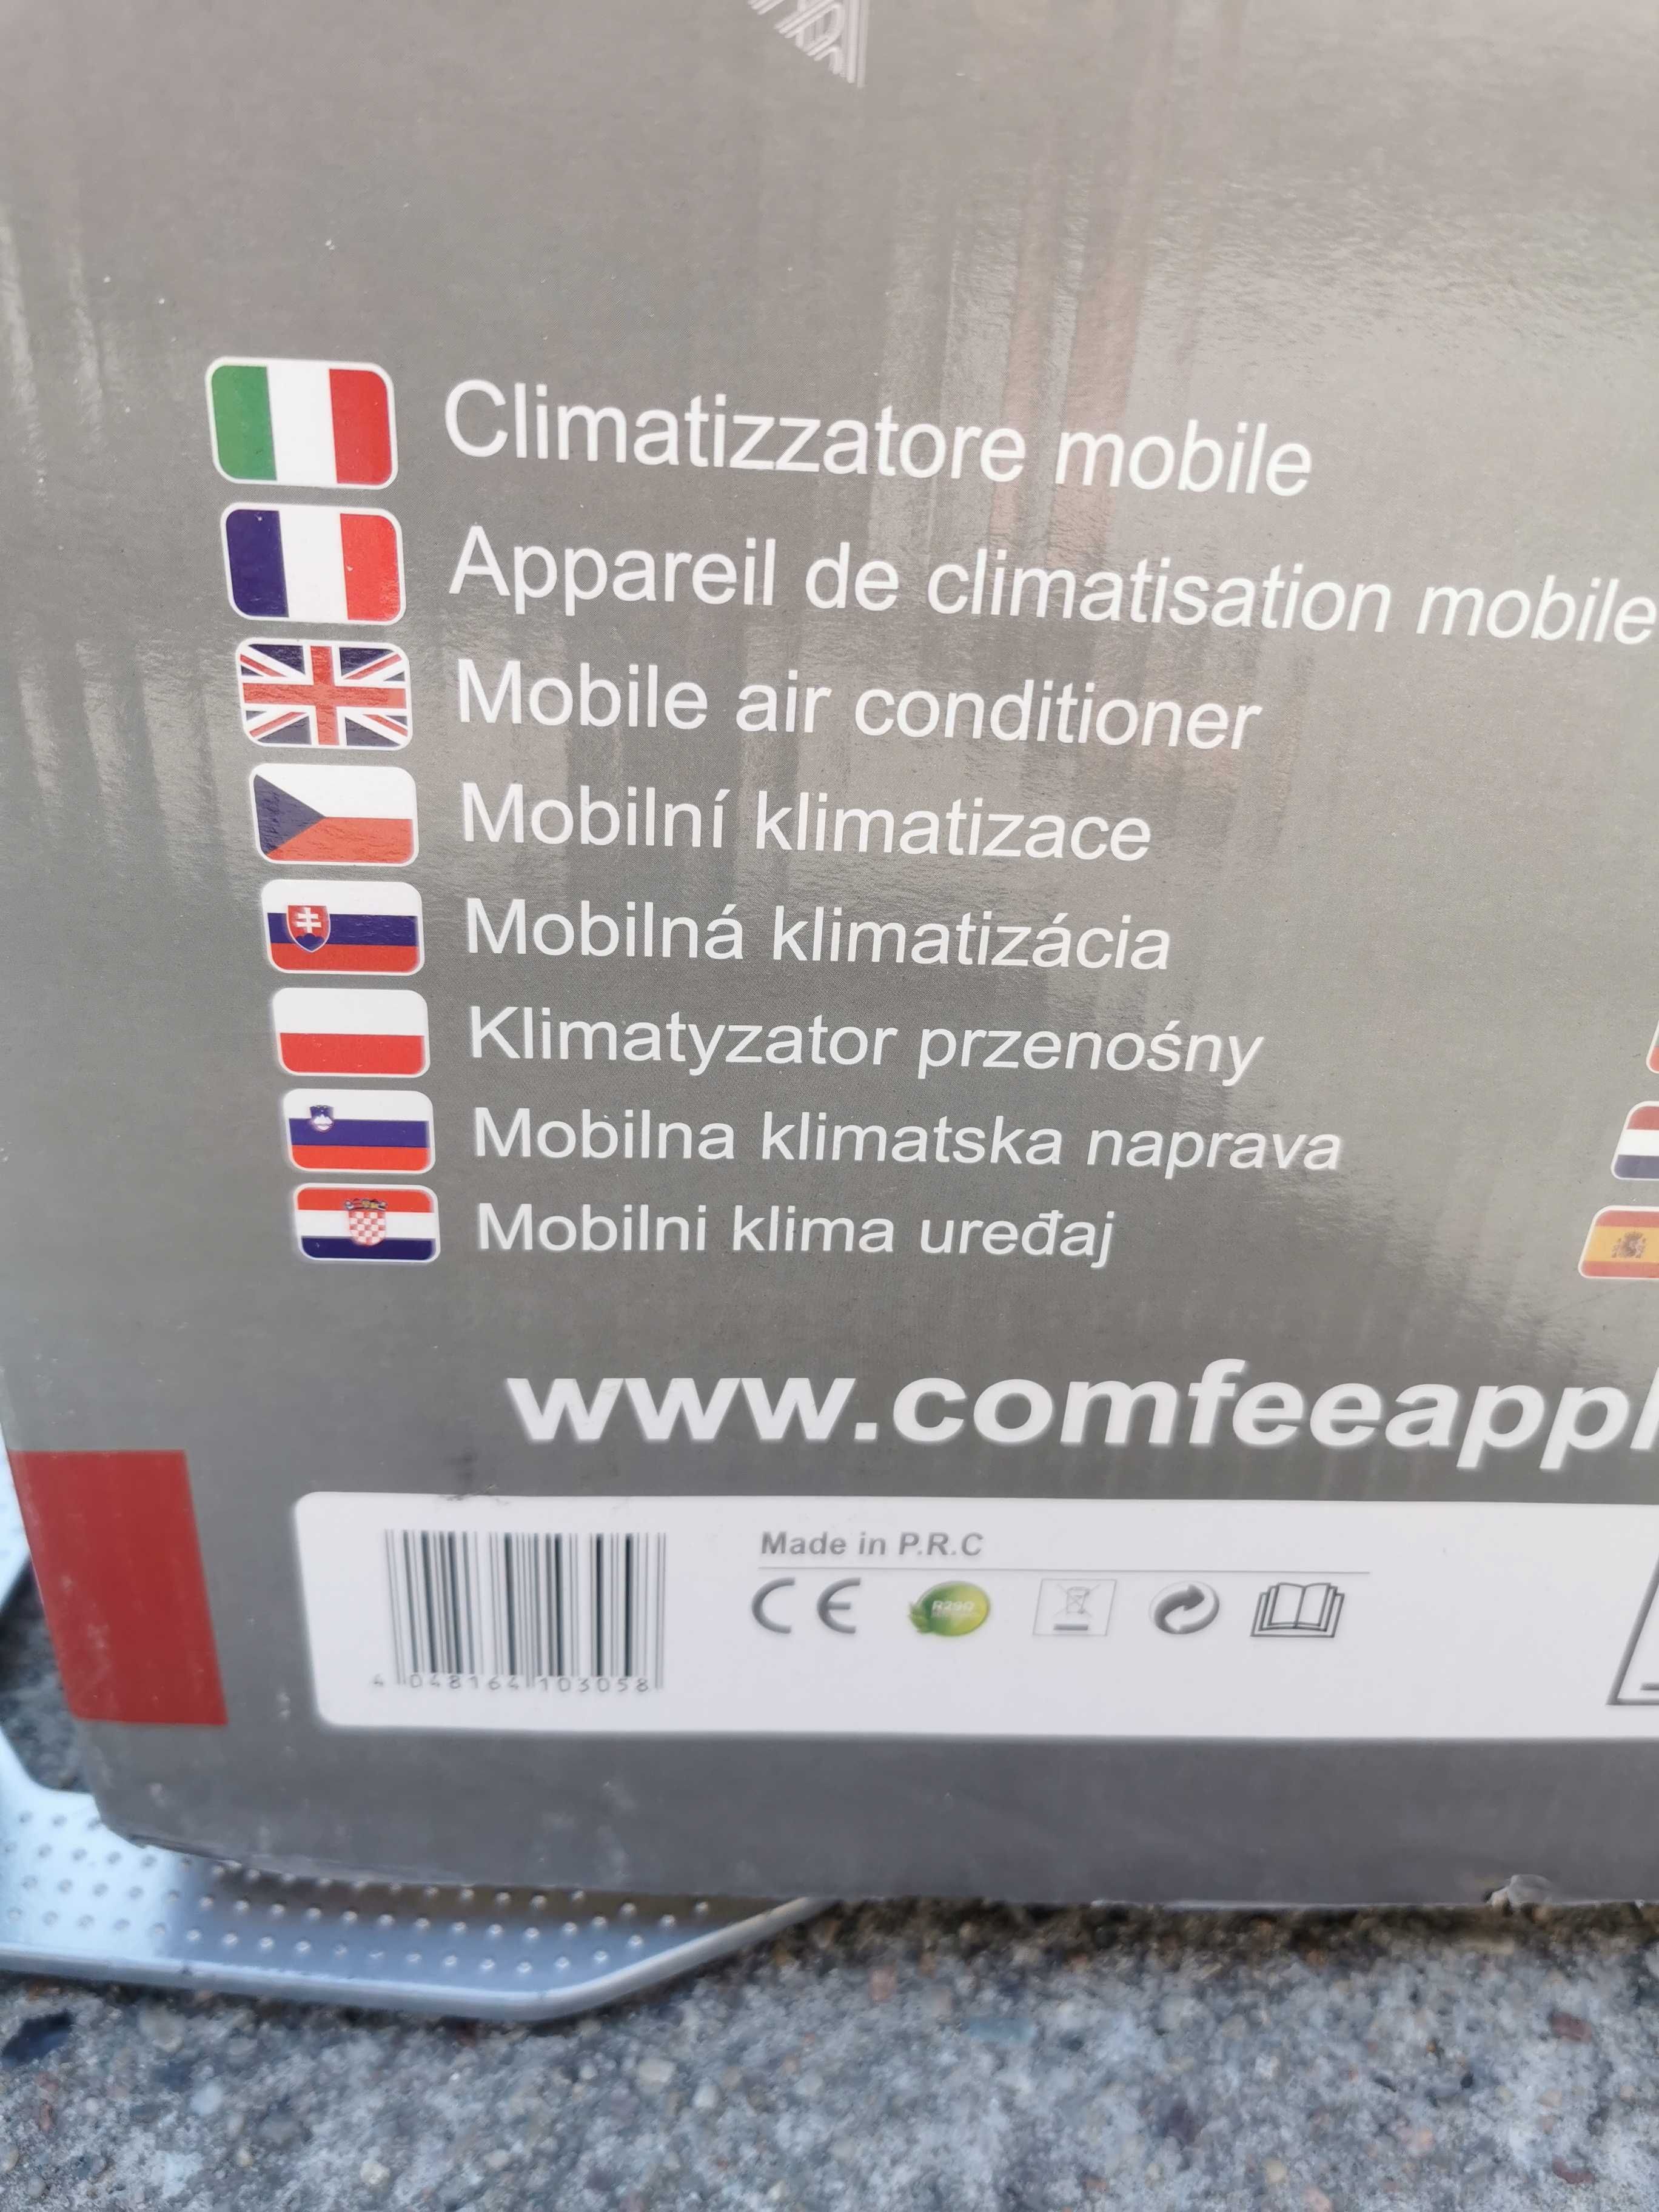 Climatizzatore mobile
Appareil de climatisation mobile
Mobile air conditioner
Mobilní klimatizace
Mobilná klimatizácia
Klimatyzator przenośny
Mobilna klimatska naprava
Mobilni klima uređaj
www.comfeeappl
Made in P.R.C
CE R290
4 048164 103058